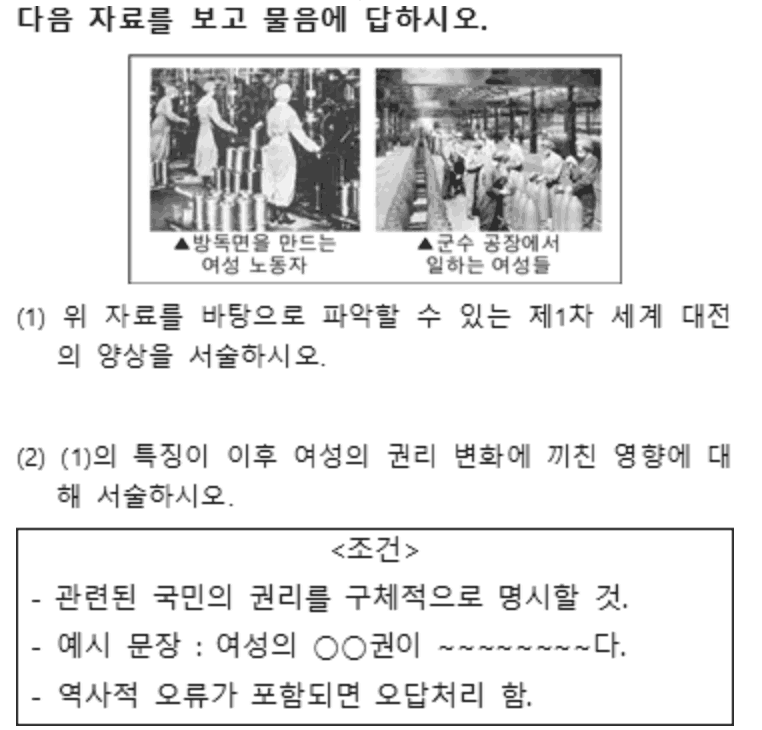 다음 자료를 보고 물음에 답하시오.
▲방독면을 만드는
여성 노동자
▲군수 공장에서
일하는 여성들
(1) 위 자료를 바탕으로 파악할 수 있는 제1차 세계 대전
의 양상을 서술하시오.
(2) (1)의 특징이 이후 여성의 권리 변화에 끼친 영향에 대
해 서술하시오.
<조건>
- 관련된 국민의 권리를 구체적으로 명시할 것.
- 예시 문장 : 여성의 ○○권이 ~~~~~~~~다.
- 역사적 오류가 포함되면 오답처리 함.